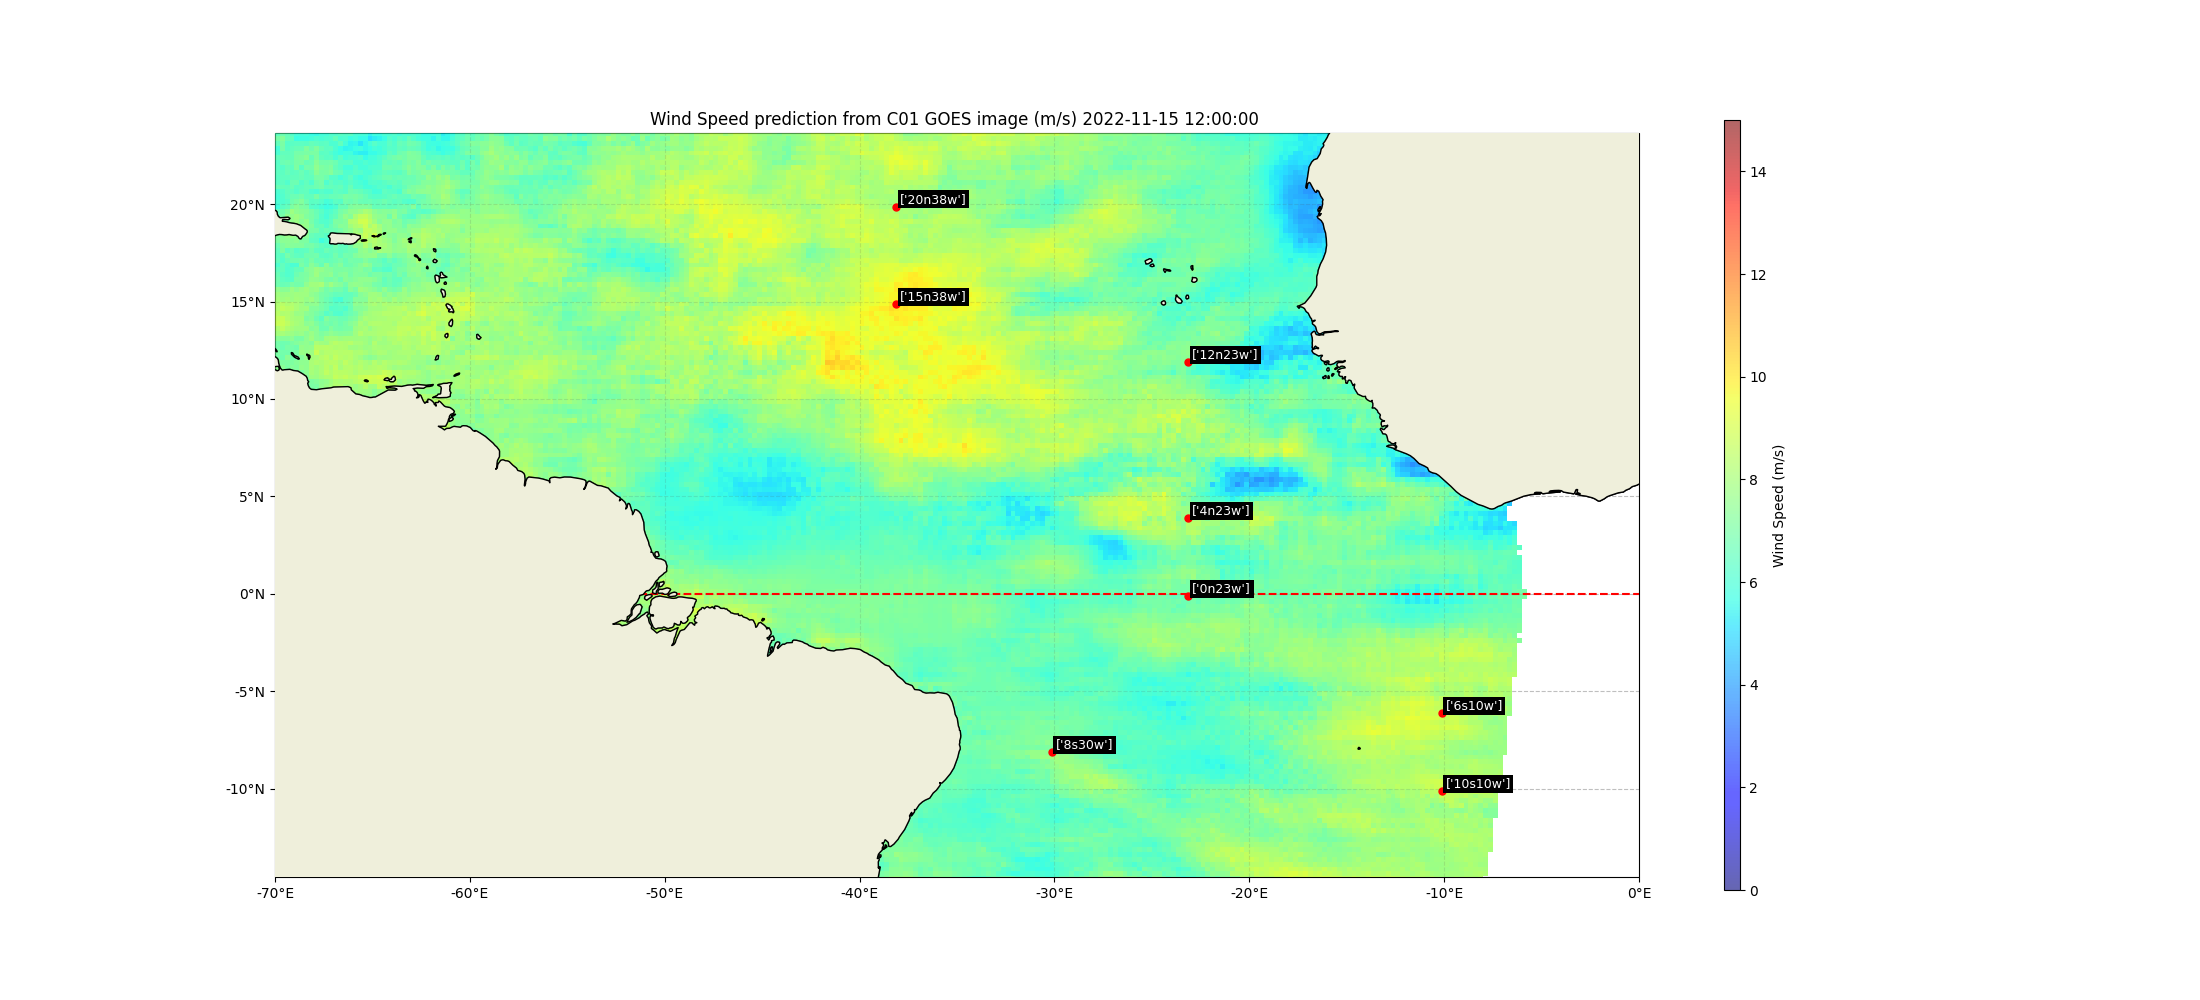 Wind Speed prediction from C01 GOES image (m/s) 2022-11-15 12:00:00
14
20°N
['20n38w']
12
15°N
['15n38w']
['12n23w']
10
10°N
Wind Speed (m/s)
8
5°N
['4n23w']
0°N
['0n23w']
6
-5°N
['6s10w']
4
['8s30w']
-10°N
['10s10w']
2
0
-70°E
-60°E
-50°E
-40°E
-30°E
-20°E
-10°E
0°E